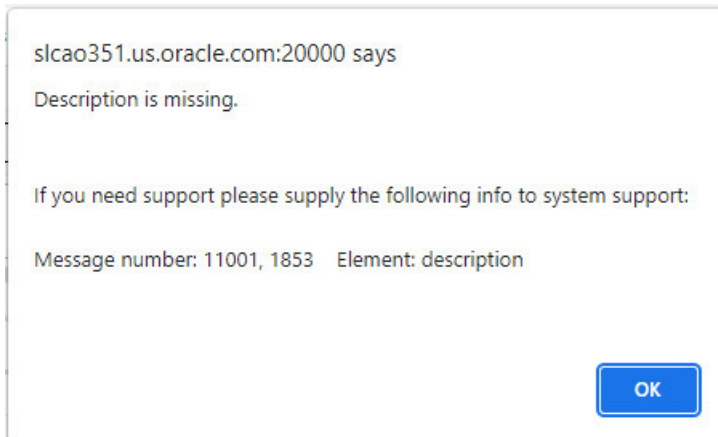 slcao351.us.oracle.com:20000 says
Description is missing.
If you need support please supply the following info to system support:
Message number: 11001, 1853 Element: description
OK